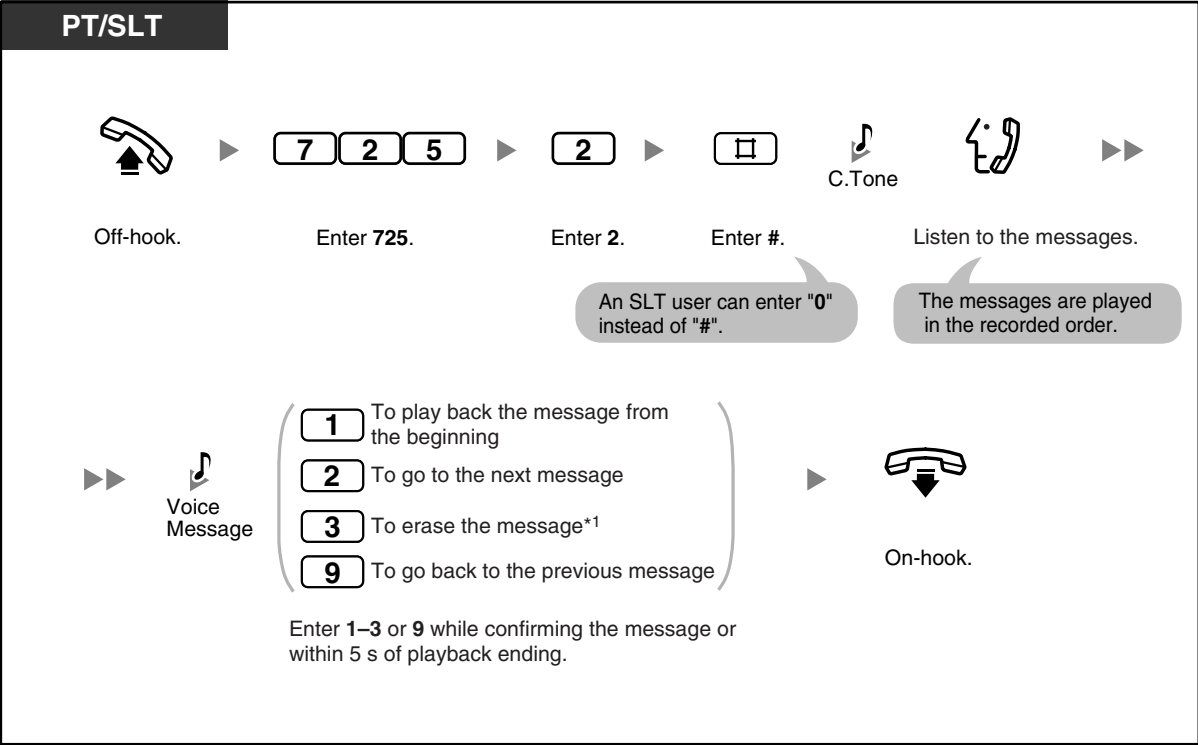 PT/SLT
7 2 5
2
C.Tone
Off-hook.
Enter 725.
Enter 2.
Enter #.
Listen to the messages.
An SLT user can enter "0"
instead of "#".
The messages are played
in the recorded order.
Voice
Message
1 To play back the message from
the beginning
2 To go to the next message
3 To erase the message*1
9 To go back to the previous message
On-hook.
Enter 1–3 or 9 while confirming the message or
within 5 s of playback ending.